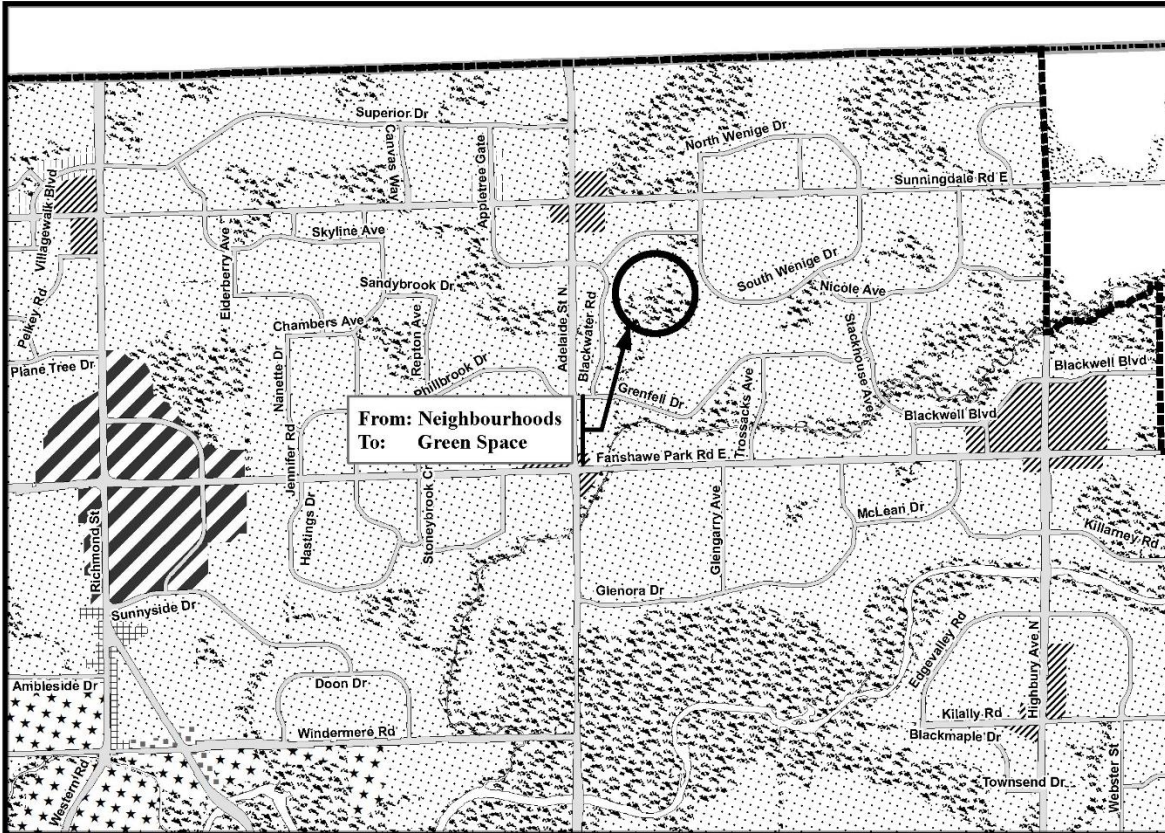 Superior Dr
Canvas Way
Appletree Gate
North Wenige Dr
Sunningdale Rd E
Villagewalk Blvd
Skyline Ave
Elderberry Ave
Pelkey Rd
Sandybrook Dr
South Wenige Dr
Nicole Ave
Adelaide St N
Blackwater Rd
Chambers Ave
Repton Ave
Stackhouse Ave
Plane Tree Dr
Nanette Dr
Phillbrook Dr
Blackwell Blvd
Grenfell Dr
Trossacks Ave
From: Neighbourhoods
To: Green Space
Blackwell Blvd
Jennifer Rd
Fanshawe Park Rd E
Stoneybrook Cr
Hastings Dr
Richmond St
Glengarry Ave
McLean Dr
Killarney Rd
Glenora Dr
Sunnyside Dr
Edgevalley Rd
Highbury Ave N
Ambleside Dr
Doon Dr
Kilally Rd
Windermere Rd
Blackmaple Dr
Western Rd
Townsend Dr
Webster St